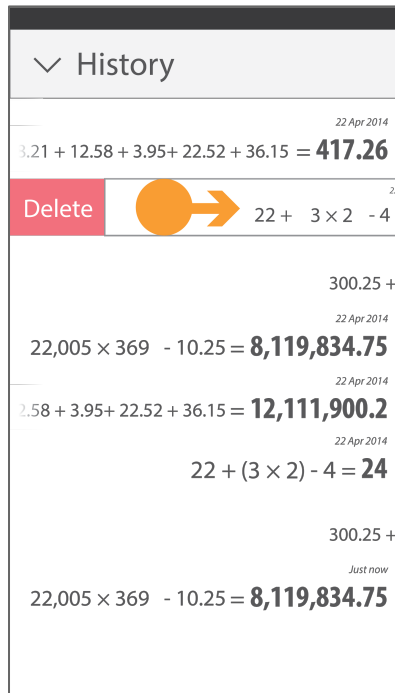 History
22 Apr 2014
3.21 + 12.58 + 3.95+ 22.52 + 36.15 = 417.26
Delete
22 + 3 × 2 - 4
300.25 +
22 Apr 2014
22,005 × 369 - 10.25 = 8,119,834.75
22 Apr 2014
2.58 + 3.95+ 22.52 + 36.15 = 12,111,900.2
22 Apr 2014
22 + (3 × 2) - 4 = 24
300.25 +
Just now
22,005 × 369 - 10.25 = 8,119,834.75